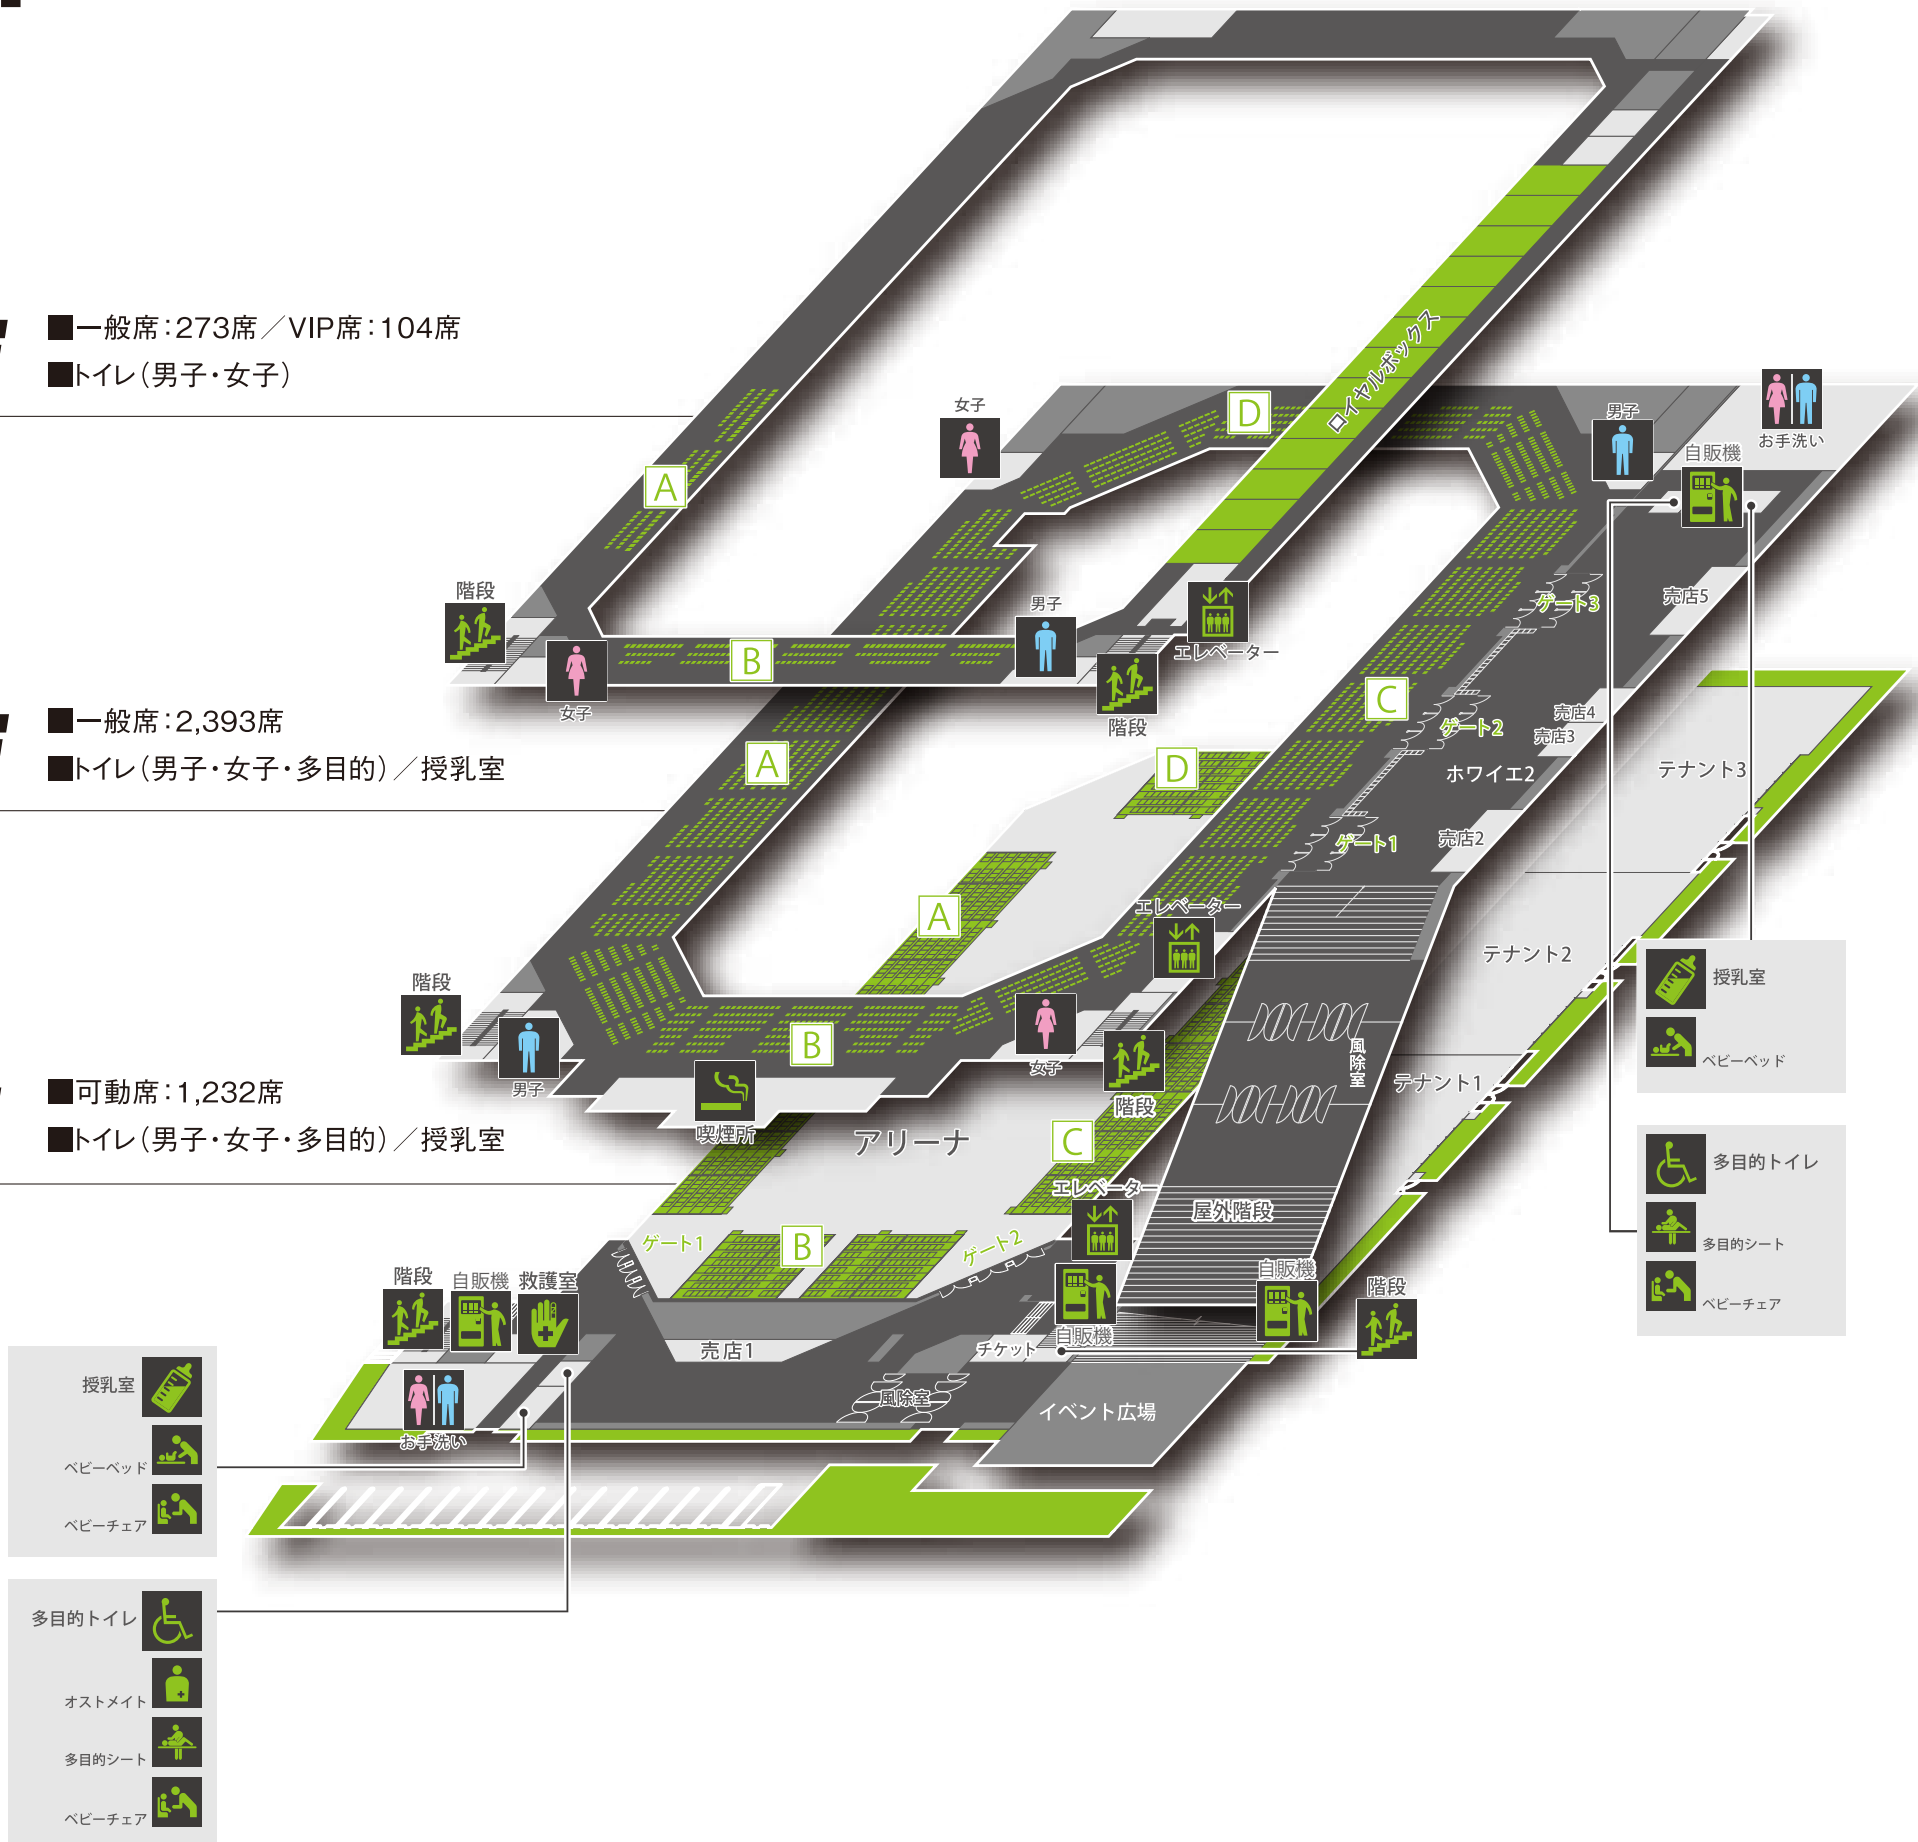 ■一般席：273席／VIP席：104席
■トイレ（男子・女子）
ロイヤルボックス
女子
D
男子
お手洗い
自販機
A
階段
男子
エレベーター
ゲート3
売店5
B
女子
階段
C
■一般席：2,393席
■トイレ（男子・女子・多目的）／授乳室
売店4
ゲート2
売店3
A
D
ホワイエ2
テナント3
ゲート1
売店2
A
エレベーター
テナント2
階段
授乳室
B
風除室
女子
ベビーベッド
男子
テナント1
■可動席：1,232席
階段
喫煙所
アリーナ
C
■トイレ（男子・女子・多目的）／授乳室
多目的トイレ
エレベーター
屋外階段
ゲート1
B
ゲート2
多目的シート
階段
自販機
救護室
自販機
階段
ベビーチェア
自販機
売店1
チケット
授乳室
風除室
イベント広場
お手洗い
ベビーベッド
ベビーチェア
多目的トイレ
オストメイト
多目的シート
ベビーチェア